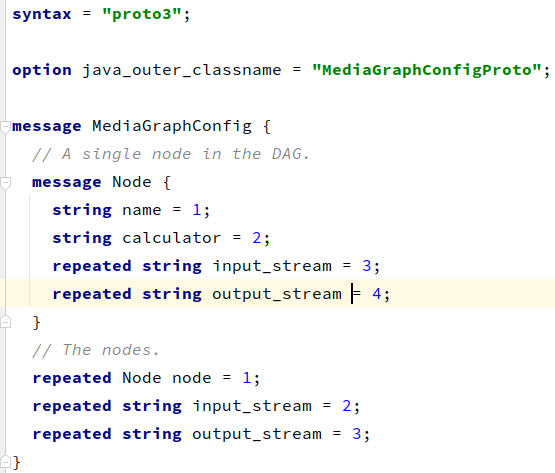 syntax = "proto3";
option java_outer_classname = "MediaGraphConfigProto";
message MediaGraphConfig {
// A single node in the DAG.
message Node {
string name = 1;
string calculator = 2;
repeated string input_stream = 3;
repeated string output_stream = 4;
}
// The nodes.
repeated Node node = 1;
repeated string input_stream = 2;
repeated string output_stream = 3;
}